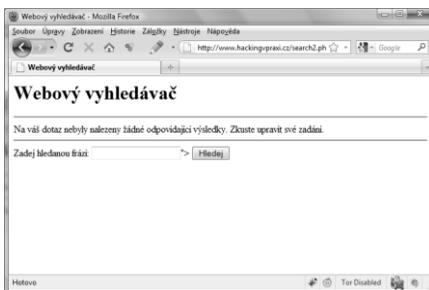 Webový vyhledávač - Mozilla Firefox
Soubor Úpravy Zobrazení Historie Záložky Nástroje Nápověda
http://www.hackingvpraxi.cz/search2.ph Google
Webový vyhledávač
Webový vyhledávač
Na váš dotaz nebyly nalezeny žádné odpovídající výsledky. Zkuste upravit své zadání.
Zadej hledanou frázi: "> Hledej
Hotovo Tor Disabled